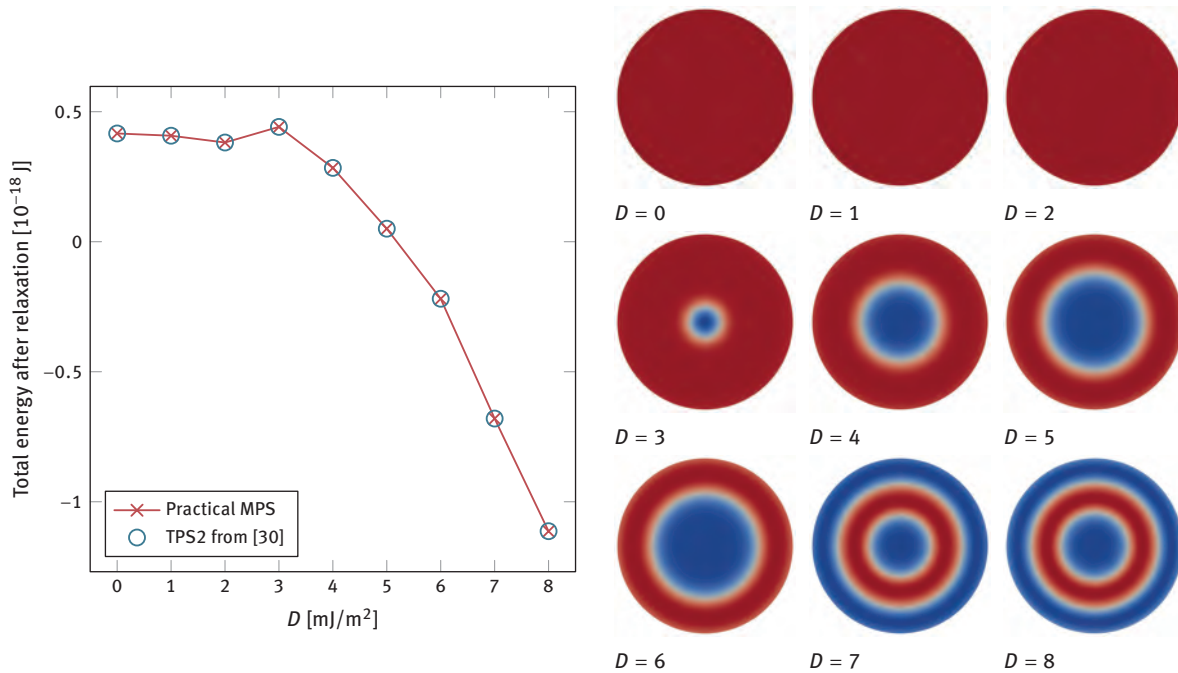 Total energy after relaxation [10⁻¹⁸ J]
0.5
0
−0.5
−1
Practical MPS
TPS2 from [30]
0 1 2 3 4 5 6 7 8
D [mJ/m²]
D = 0 D = 1 D = 2
D = 3 D = 4 D = 5
D = 6 D = 7 D = 8